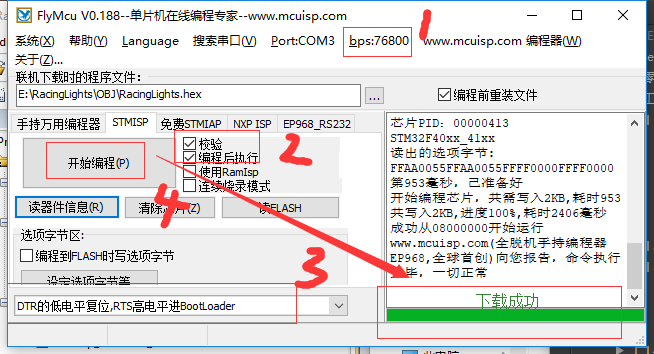 FlyMcu V0.188--单片机在线编程专家--www.mcuisp.com
系统(X) 帮助(Y) Language 搜索串口(V) Port:COM3 bps:76800 www.mcuisp.com 编程器(W)
关于(Z)...
1
联机下载时的程序文件:
E:\RacingLights\OBJ\RacingLights.hex
...
编程前重装文件
手持万用编程器 STMISP 免费STMIAP NXP ISP EP968_RS232
开始编程(P)
校验
编程后执行
使用RamIsp
连续烧录模式
2
4
读器件信息(R) 清除芯片(Z) 读FLASH
选项字节区:
编程到FLASH时写选项字节
设定选项字节等
3
DTR的低电平复位,RTS高电平进BootLoader
芯片PID: 00000413
STM32F40xx_41xx
读出的选项字节:
FFAA0055FFAA0055FFFF0000FFFF0000
第953毫秒, 已准备好
开始编程芯片, 共需写入2KB,耗时953
共写入2KB,进度100%,耗时2406毫秒
成功从08000000开始运行
www.mcuisp.com(全脱机手持编程器
EP968,全球首创)向您报告, 命令执行
毕, 一切正常
下载成功